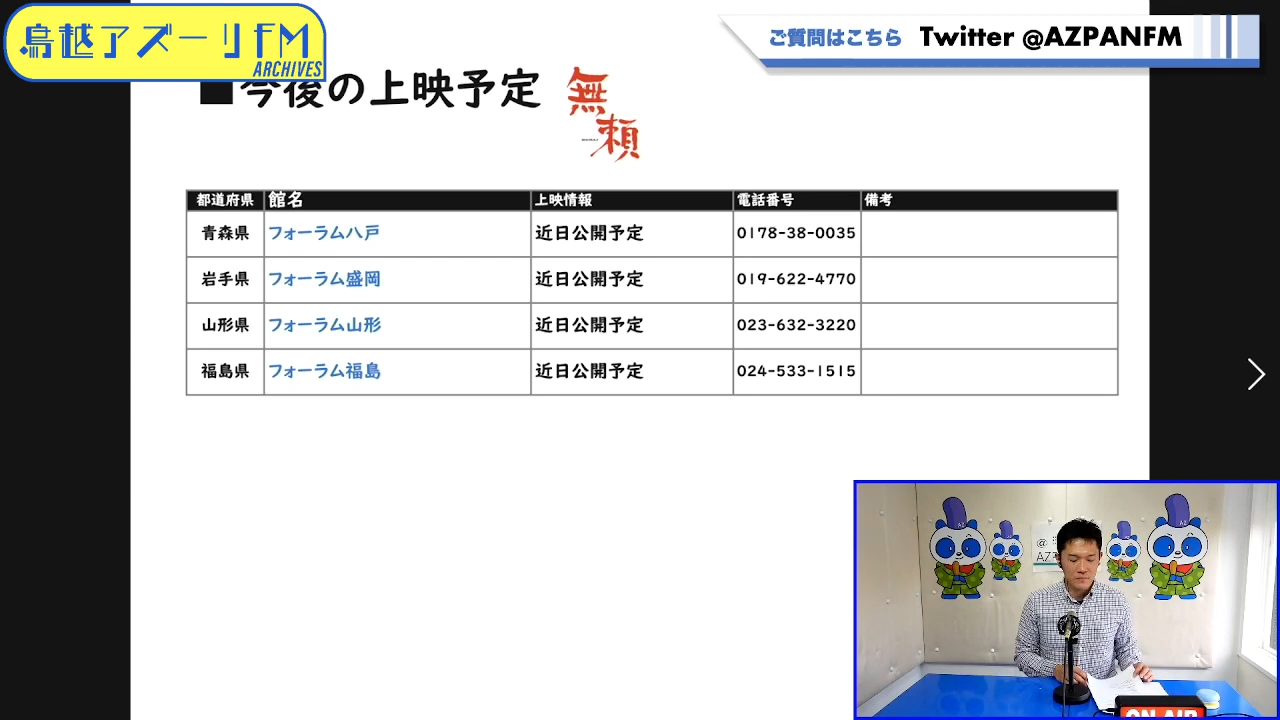 鳥越アズーリFM
ARCHIVES
ご質問はこちら Twitter @AZPANFM
■今後の上映予定
無頼
都道府県 館名 上映情報 電話番号 備考
青森県 フォーラム八戸 近日公開予定 0178-38-0035
岩手県 フォーラム盛岡 近日公開予定 019-622-4770
山形県 フォーラム山形 近日公開予定 023-632-3220
福島県 フォーラム福島 近日公開予定 024-533-1515
ON AIR